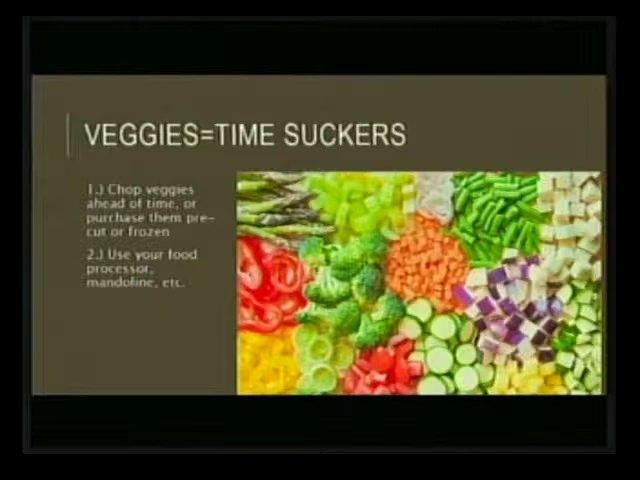 VEGGIES=TIME SUCKERS
1.) Chop veggies
ahead of time, or
purchase them pre-
cut or frozen
2.) Use your food
processor,
mandoline, etc.